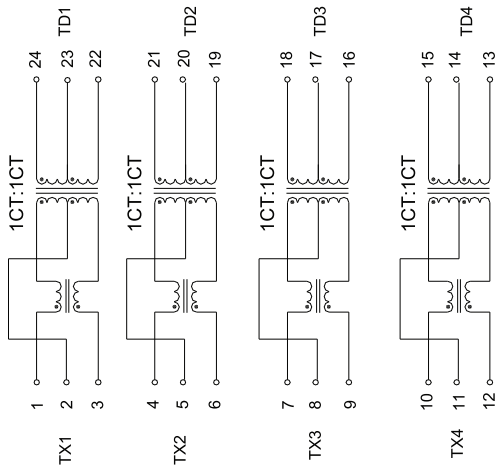 TD1
TD2
TD3
TD4
24 23 22
21 20 19
18 17 16
15 14 13
1CT:1CT
1CT:1CT
1CT:1CT
1CT:1CT
1 2 3
4 5 6
7 8 9
10 11 12
TX1
TX2
TX3
TX4